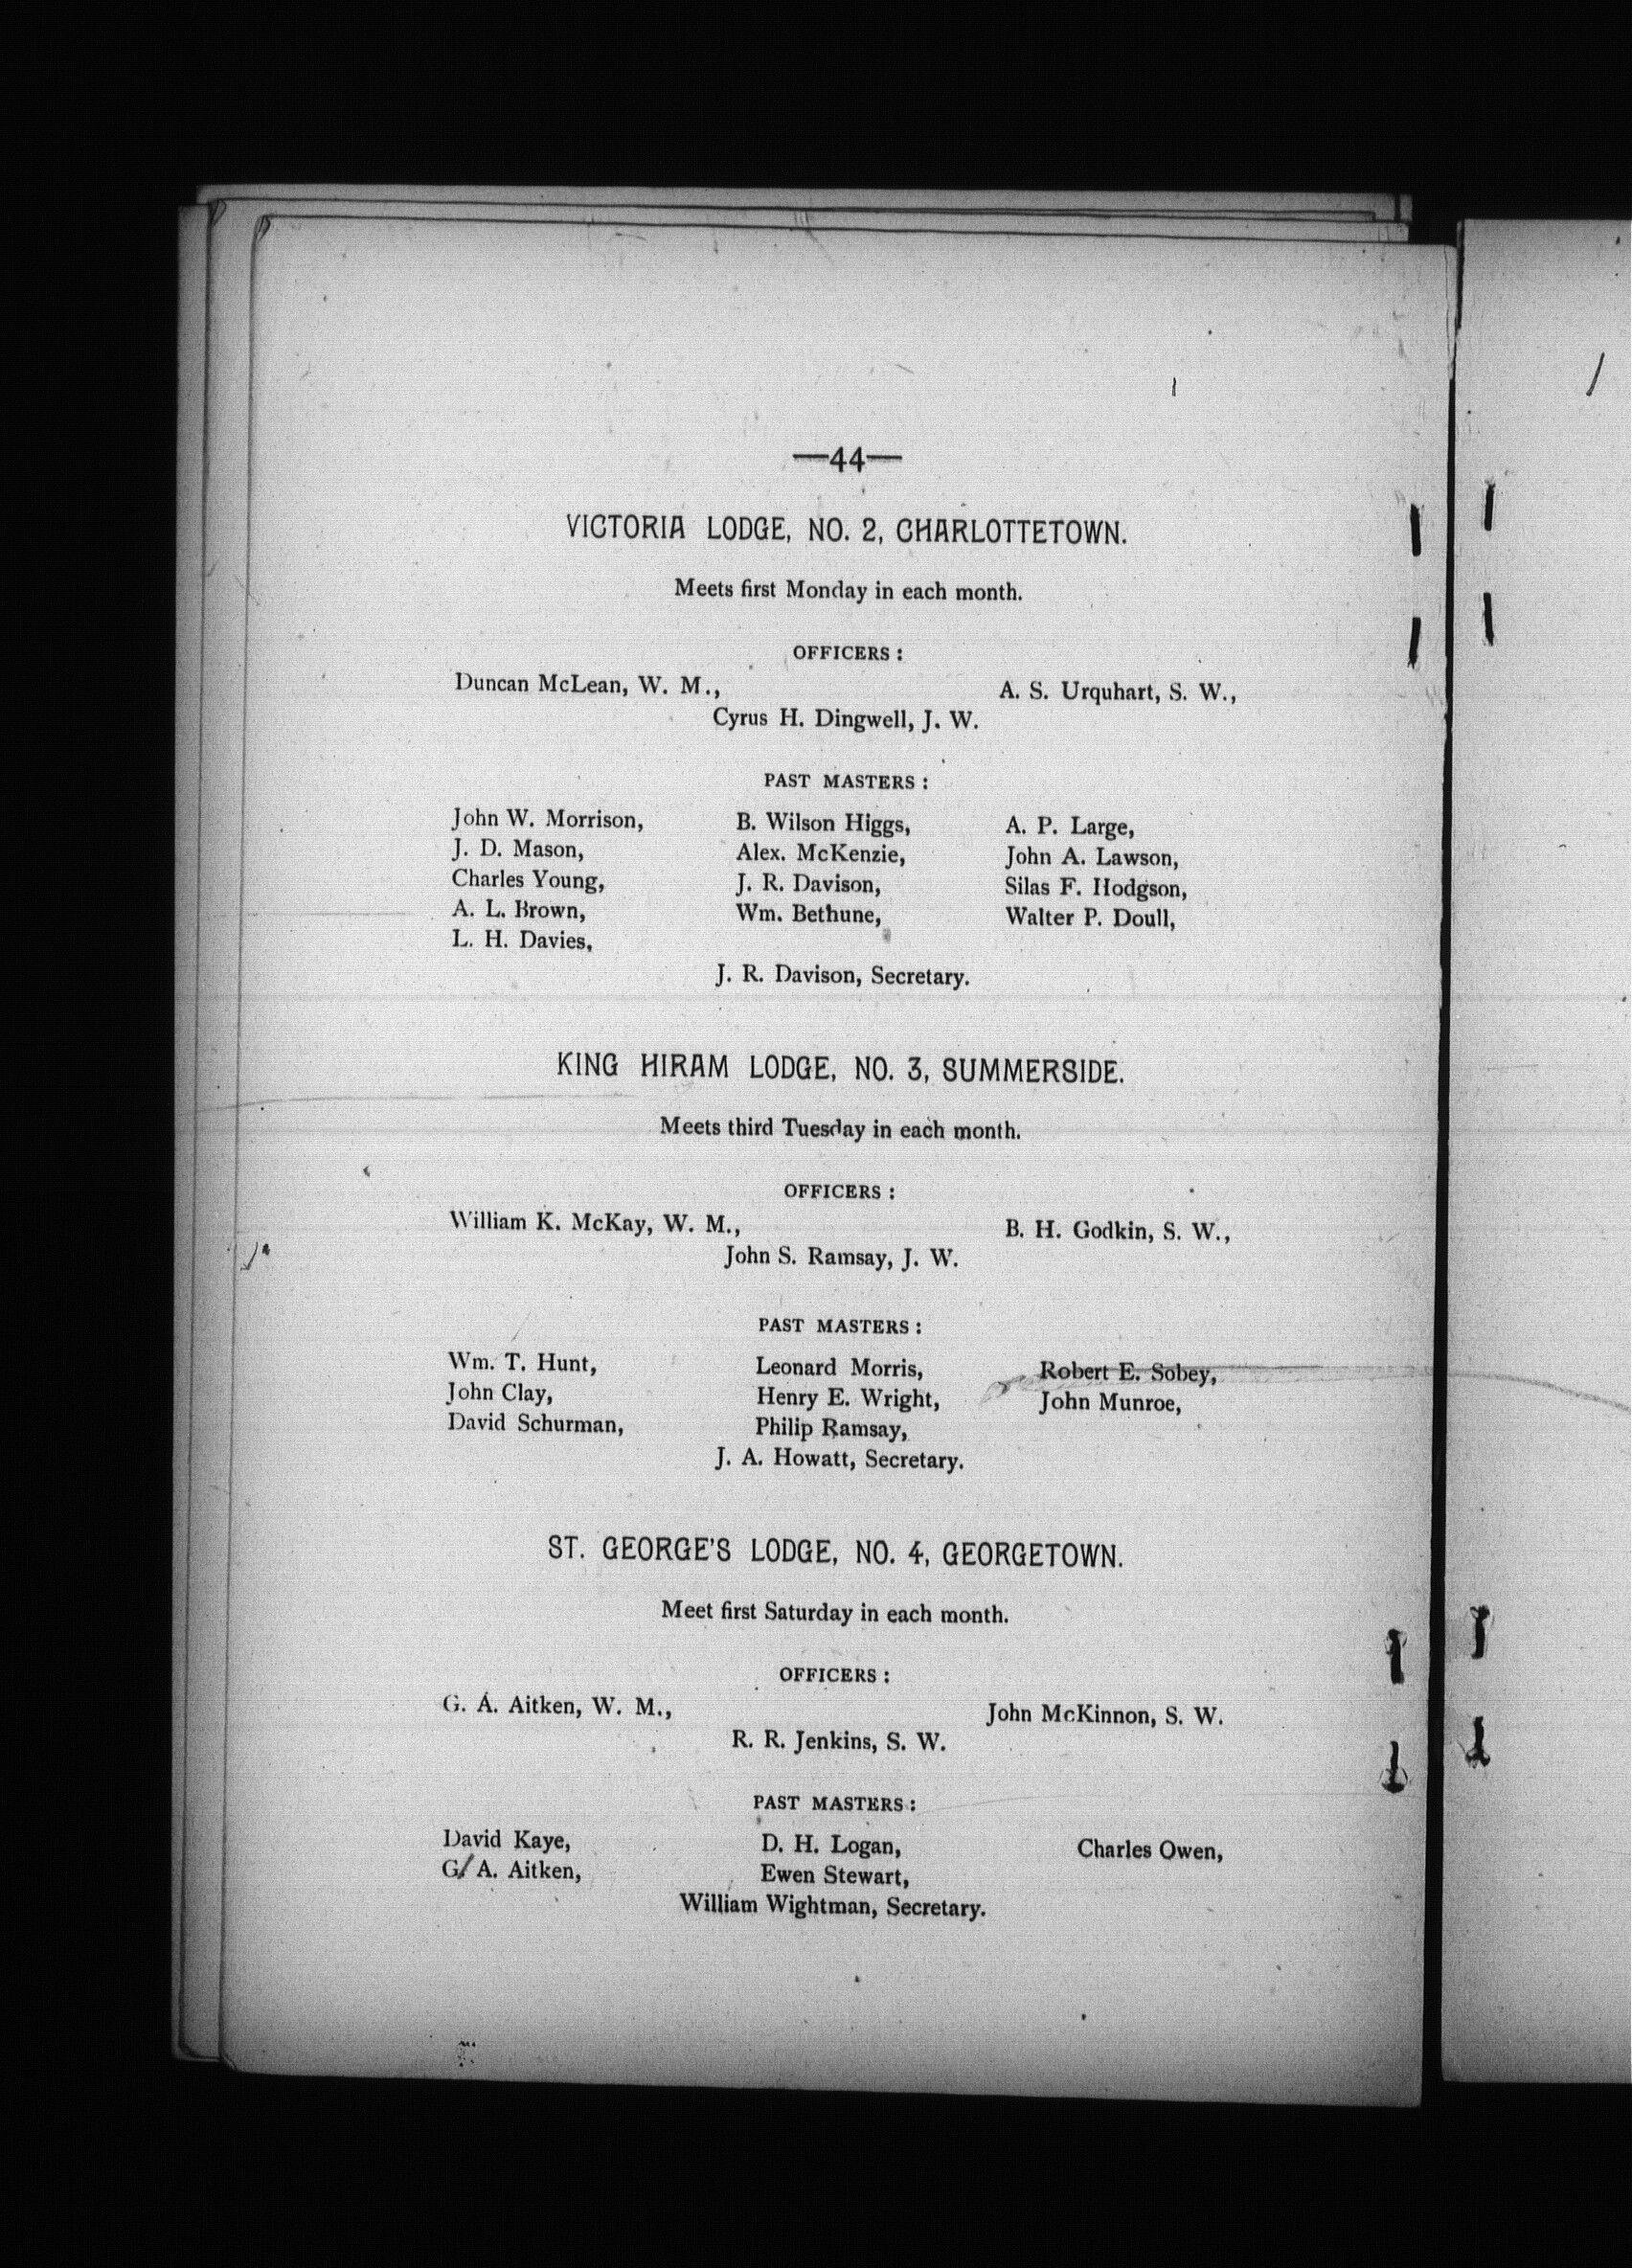 —44—
VICTORIA LODGE, NO. 2, CHARLOTTETOWN.
Meets first Monday in each month.
OFFICERS :
Duncan McLean, W. M., A. S. Urquhart, S. W.,
Cyrus H. Dingwell, J. W.
PAST MASTERS :
John W. Morrison, B. Wilson Higgs, A. P. Large,
J. D. Mason, Alex. McKenzie, John A. Lawson,
Charles Young, J. R. Davison, Silas F. Hodgson,
A. L. Brown, Wm. Bethune, Walter P. Doull,
L. H. Davies,
J. R. Davison, Secretary.
KING HIRAM LODGE, NO. 3, SUMMERSIDE.
Meets third Tuesday in each month.
OFFICERS :
William K. McKay, W. M., B. H. Godkin, S. W.,
John S. Ramsay, J. W.
PAST MASTERS :
Wm. T. Hunt, Leonard Morris, Robert E. Sobey,
John Clay, Henry E. Wright, John Munroe,
David Schurman, Philip Ramsay,
J. A. Howatt, Secretary.
ST. GEORGE'S LODGE, NO. 4, GEORGETOWN.
Meet first Saturday in each month.
OFFICERS :
G. A. Aitken, W. M., John McKinnon, S. W.
R. R. Jenkins, S. W.
PAST MASTERS :
David Kaye, D. H. Logan, Charles Owen,
G. A. Aitken, Ewen Stewart,
William Wightman, Secretary.